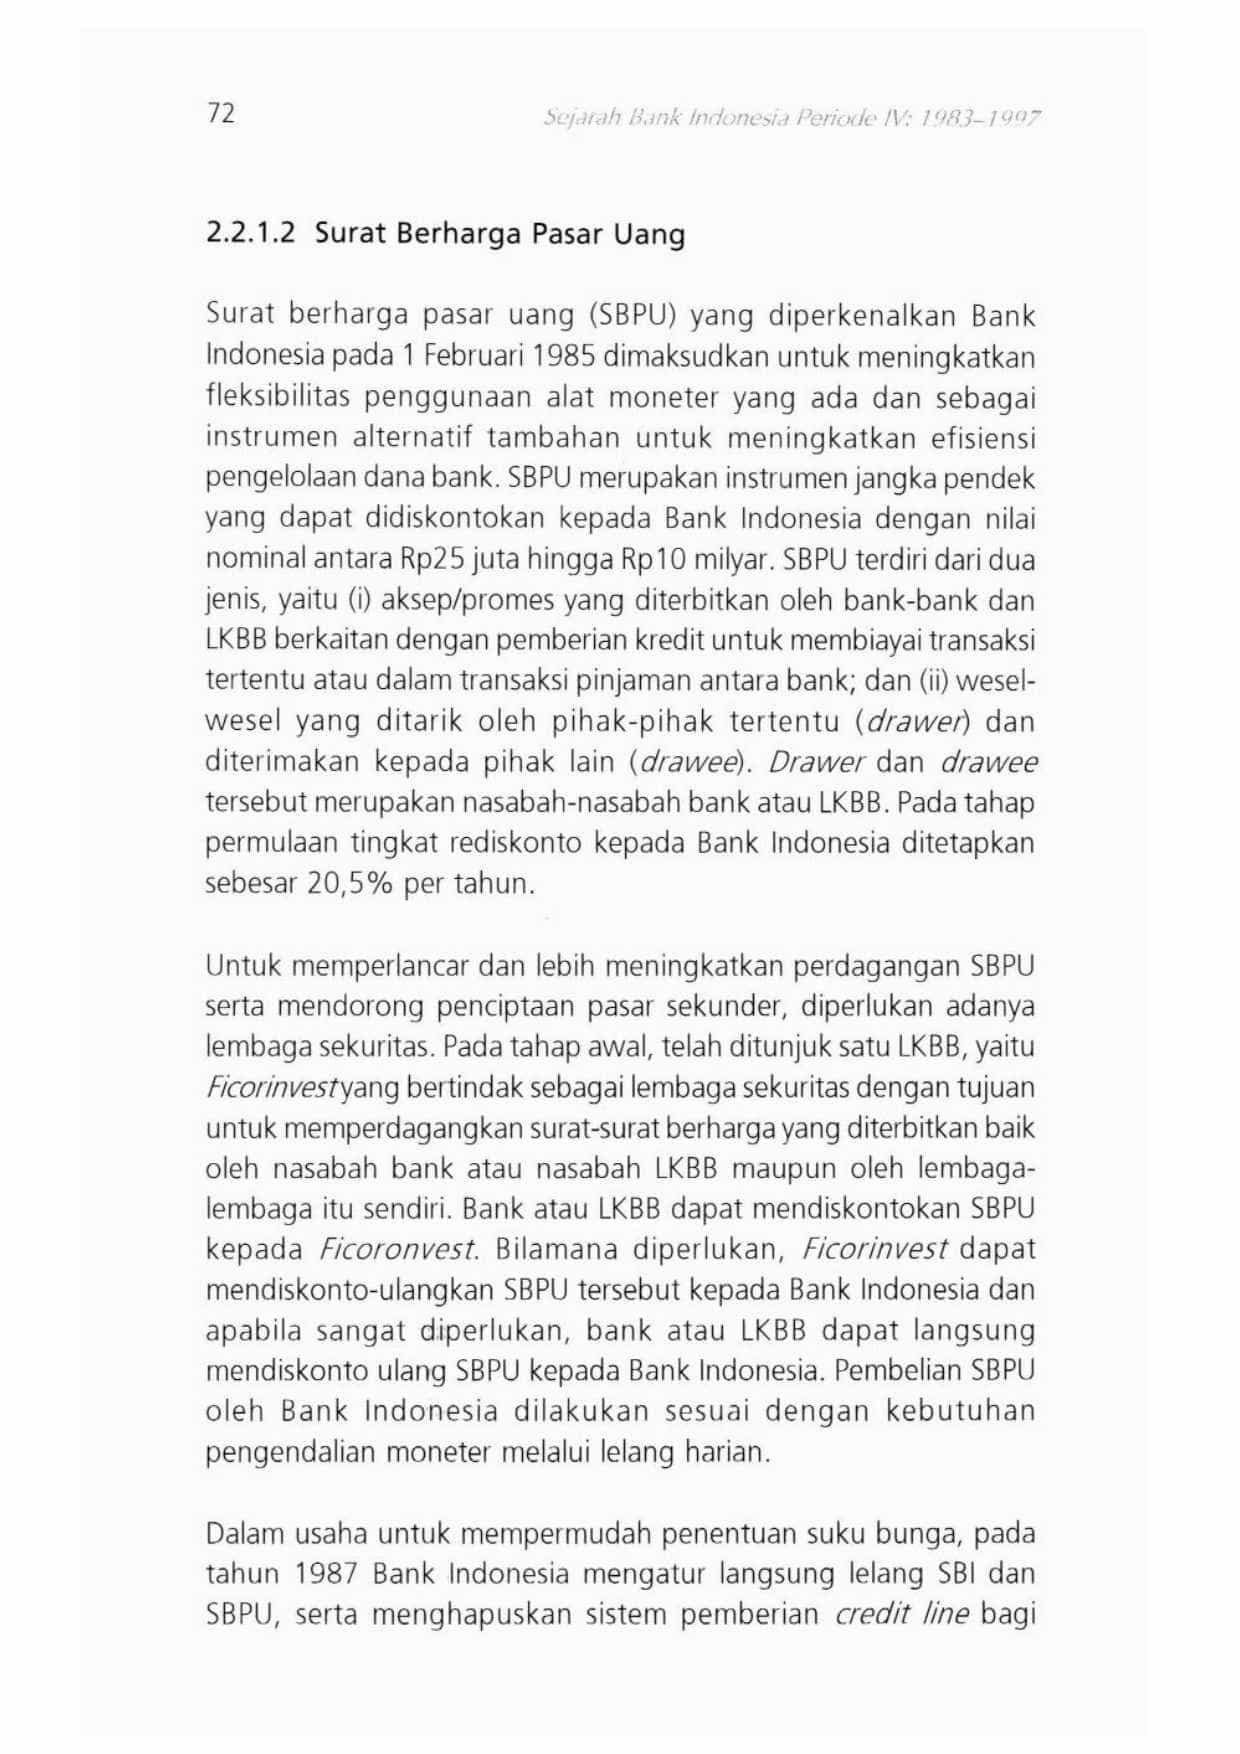 72
Sejarah Bank Indonesia Periode IV: 1983–1997
2.2.1.2 Surat Berharga Pasar Uang
Surat berharga pasar uang (SBPU) yang diperkenalkan Bank
Indonesia pada 1 Februari 1985 dimaksudkan untuk meningkatkan
fleksibilitas penggunaan alat moneter yang ada dan sebagai
instrumen alternatif tambahan untuk meningkatkan efisiensi
pengelolaan dana bank. SBPU merupakan instrumen jangka pendek
yang dapat didiskontokan kepada Bank Indonesia dengan nilai
nominal antara Rp25 juta hingga Rp10 milyar. SBPU terdiri dari dua
jenis, yaitu (i) aksep/promes yang diterbitkan oleh bank-bank dan
LKBB berkaitan dengan pemberian kredit untuk membiayai transaksi
tertentu atau dalam transaksi pinjaman antara bank; dan (ii) wesel-
wesel yang ditarik oleh pihak-pihak tertentu (drawer) dan
diterimakan kepada pihak lain (drawee). Drawer dan drawee
tersebut merupakan nasabah-nasabah bank atau LKBB. Pada tahap
permulaan tingkat rediskonto kepada Bank Indonesia ditetapkan
sebesar 20,5% per tahun.
Untuk memperlancar dan lebih meningkatkan perdagangan SBPU
serta mendorong penciptaan pasar sekunder, diperlukan adanya
lembaga sekuritas. Pada tahap awal, telah ditunjuk satu LKBB, yaitu
Ficorinvest yang bertindak sebagai lembaga sekuritas dengan tujuan
untuk memperdagangkan surat-surat berharga yang diterbitkan baik
oleh nasabah bank atau nasabah LKBB maupun oleh lembaga-
lembaga itu sendiri. Bank atau LKBB dapat mendiskontokan SBPU
kepada Ficoronvest. Bilamana diperlukan, Ficorinvest dapat
mendiskonto-ulangkan SBPU tersebut kepada Bank Indonesia dan
apabila sangat diperlukan, bank atau LKBB dapat langsung
mendiskonto ulang SBPU kepada Bank Indonesia. Pembelian SBPU
oleh Bank Indonesia dilakukan sesuai dengan kebutuhan
pengendalian moneter melalui lelang harian.
Dalam usaha untuk mempermudah penentuan suku bunga, pada
tahun 1987 Bank Indonesia mengatur langsung lelang SBI dan
SBPU, serta menghapuskan sistem pemberian credit line bagi